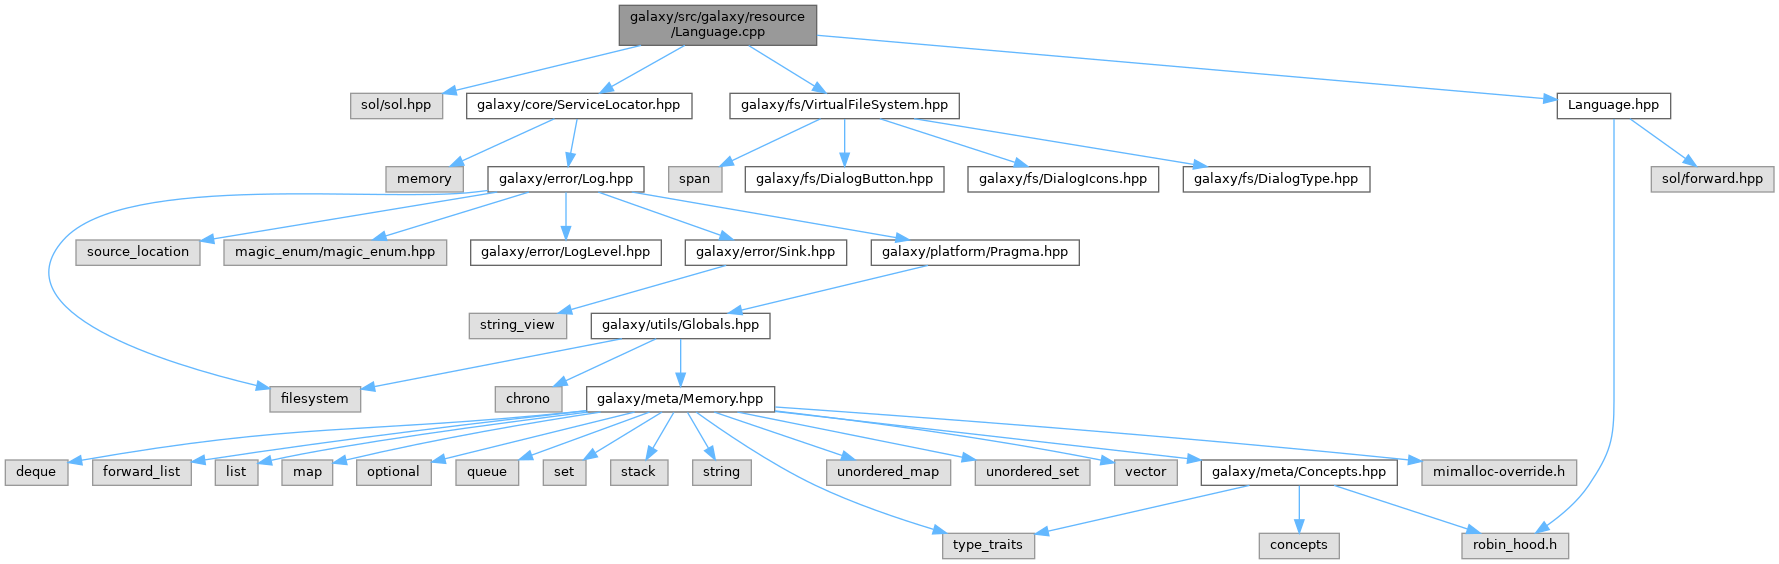 galaxy/src/galaxy/resource
/Language.cpp
sol/sol.hpp
galaxy/core/ServiceLocator.hpp
galaxy/fs/VirtualFileSystem.hpp
Language.hpp
memory
galaxy/error/Log.hpp
span
galaxy/fs/DialogButton.hpp
galaxy/fs/DialogIcons.hpp
galaxy/fs/DialogType.hpp
sol/forward.hpp
source_location
magic_enum/magic_enum.hpp
galaxy/error/LogLevel.hpp
galaxy/error/Sink.hpp
galaxy/platform/Pragma.hpp
string_view
galaxy/utils/Globals.hpp
filesystem
chrono
galaxy/meta/Memory.hpp
deque
forward_list
list
map
optional
queue
set
stack
string
unordered_map
unordered_set
vector
galaxy/meta/Concepts.hpp
mimalloc-override.h
type_traits
concepts
robin_hood.h